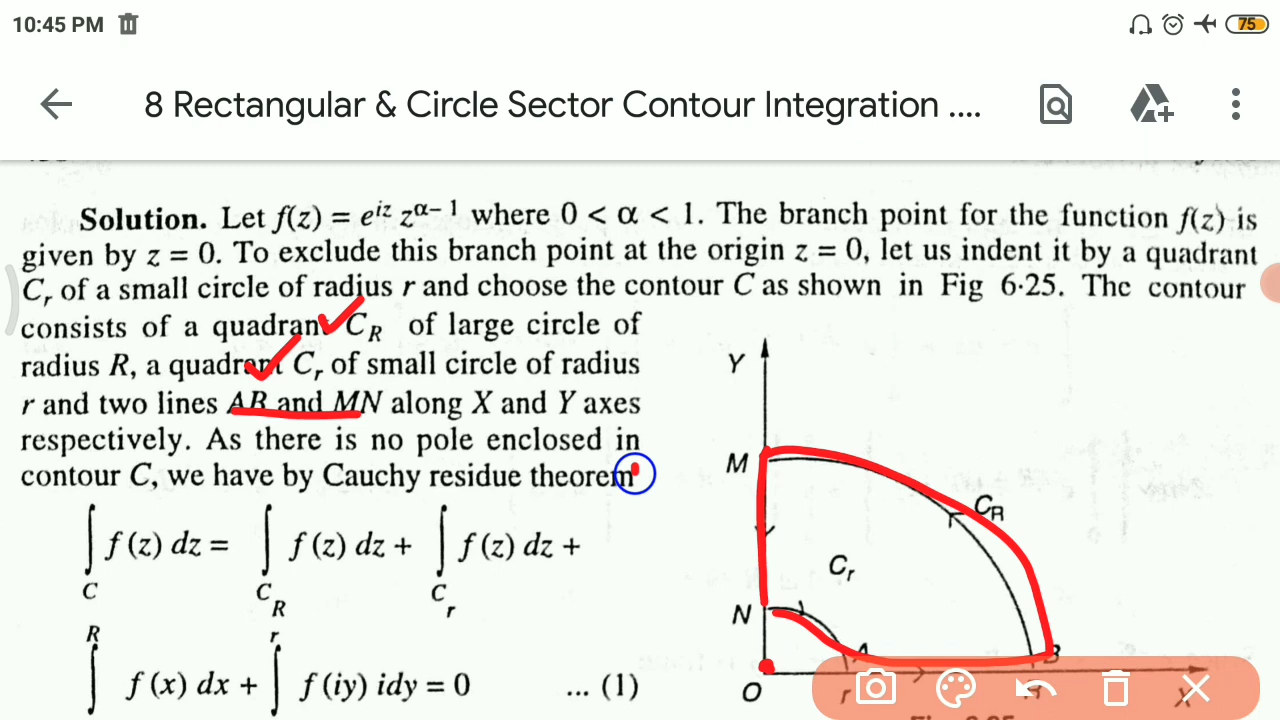 10:45 PM
75
8 Rectangular & Circle Sector Contour Integration ....
Solution. Let f(z) = e^{iz} z^{α-1} where 0 < α < 1. The branch point for the function f(z) is
given by z = 0. To exclude this branch point at the origin z = 0, let us indent it by a quadrant
C_r of a small circle of radius r and choose the contour C as shown in Fig 6·25. The contour
consists of a quadrant C_R of large circle of
radius R, a quadrant C_r of small circle of radius
r and two lines AB and MN along X and Y axes
respectively. As there is no pole enclosed in
contour C, we have by Cauchy residue theorem
∫_C f(z) dz = ∫_{C_R} f(z) dz + ∫_{C_r} f(z) dz +
∫^R f(x) dx + ∫^r f(iy) idy = 0 ... (1)
Y
M
C_R
C_r
N
A
B
O
r
X